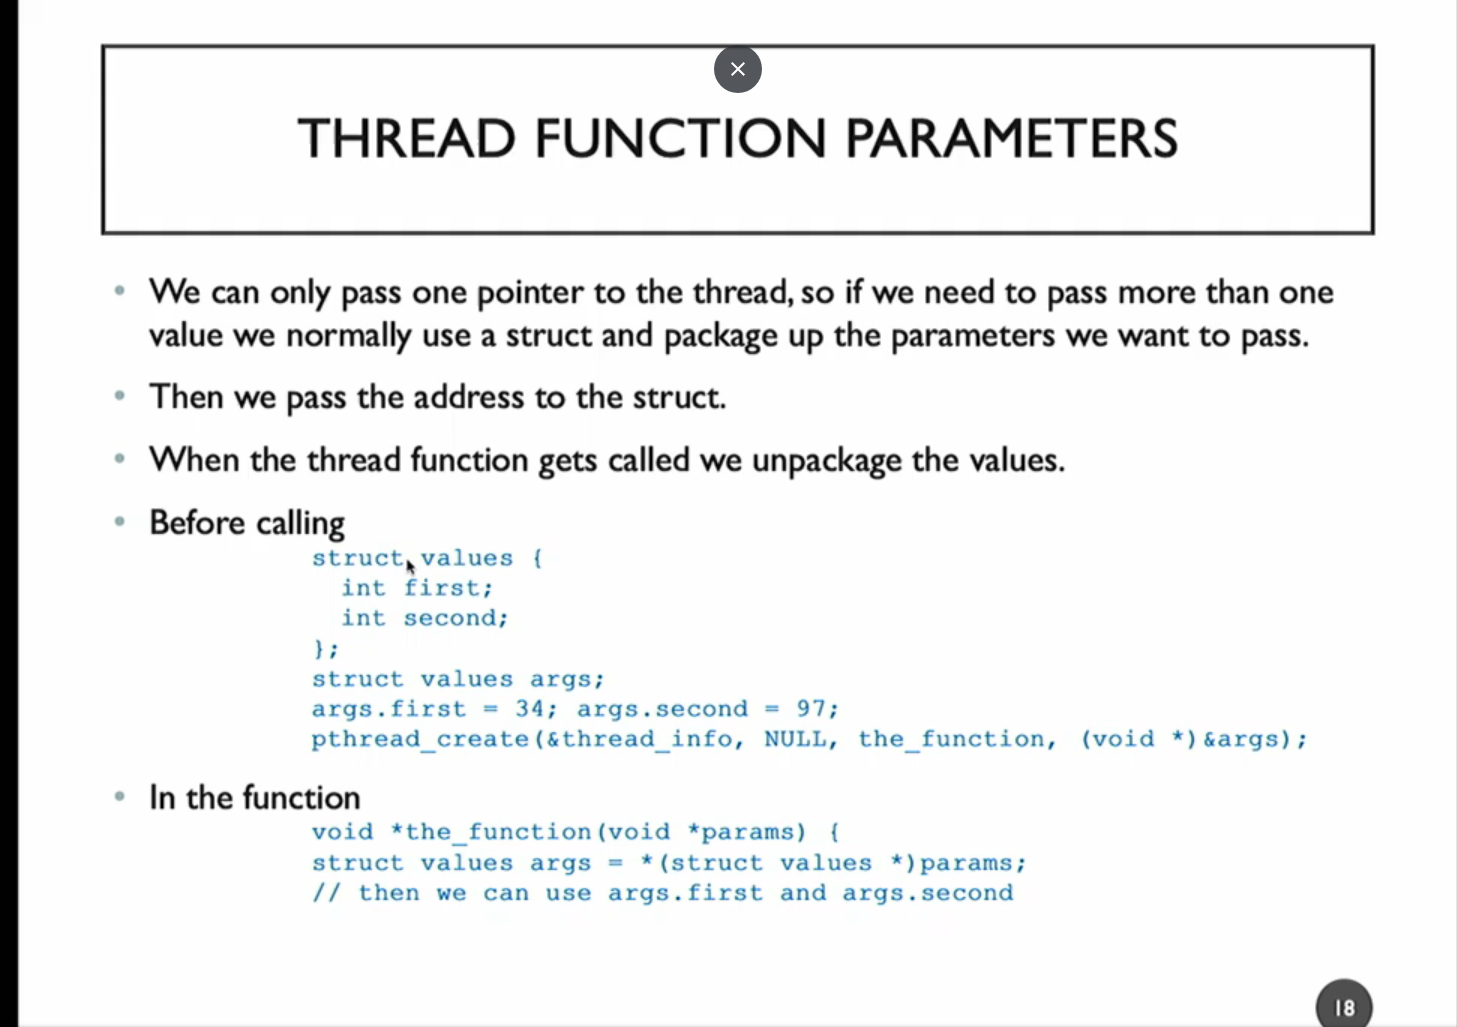 THREAD FUNCTION PARAMETERS
• We can only pass one pointer to the thread, so if we need to pass more than one
value we normally use a struct and package up the parameters we want to pass.
• Then we pass the address to the struct.
• When the thread function gets called we unpackage the values.
• Before calling
struct values {
  int first;
  int second;
};
struct values args;
args.first = 34; args.second = 97;
pthread_create(&thread_info, NULL, the_function, (void *)&args);
• In the function
void *the_function(void *params) {
struct values args = *(struct values *)params;
// then we can use args.first and args.second
18